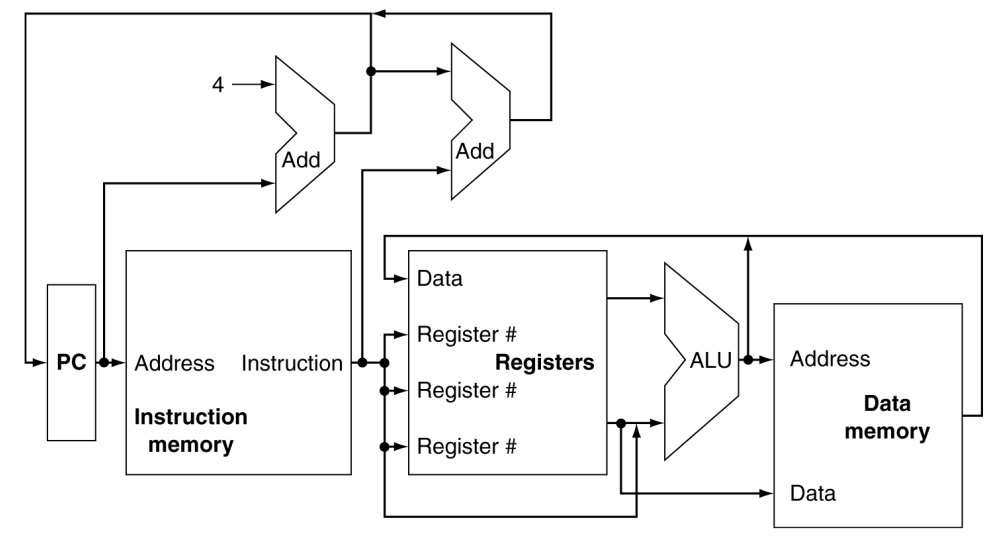 4
Add
Add
PC
Address
Instruction
Instruction
memory
Data
Register #
Registers
Register #
Register #
ALU
Address
Data
memory
Data